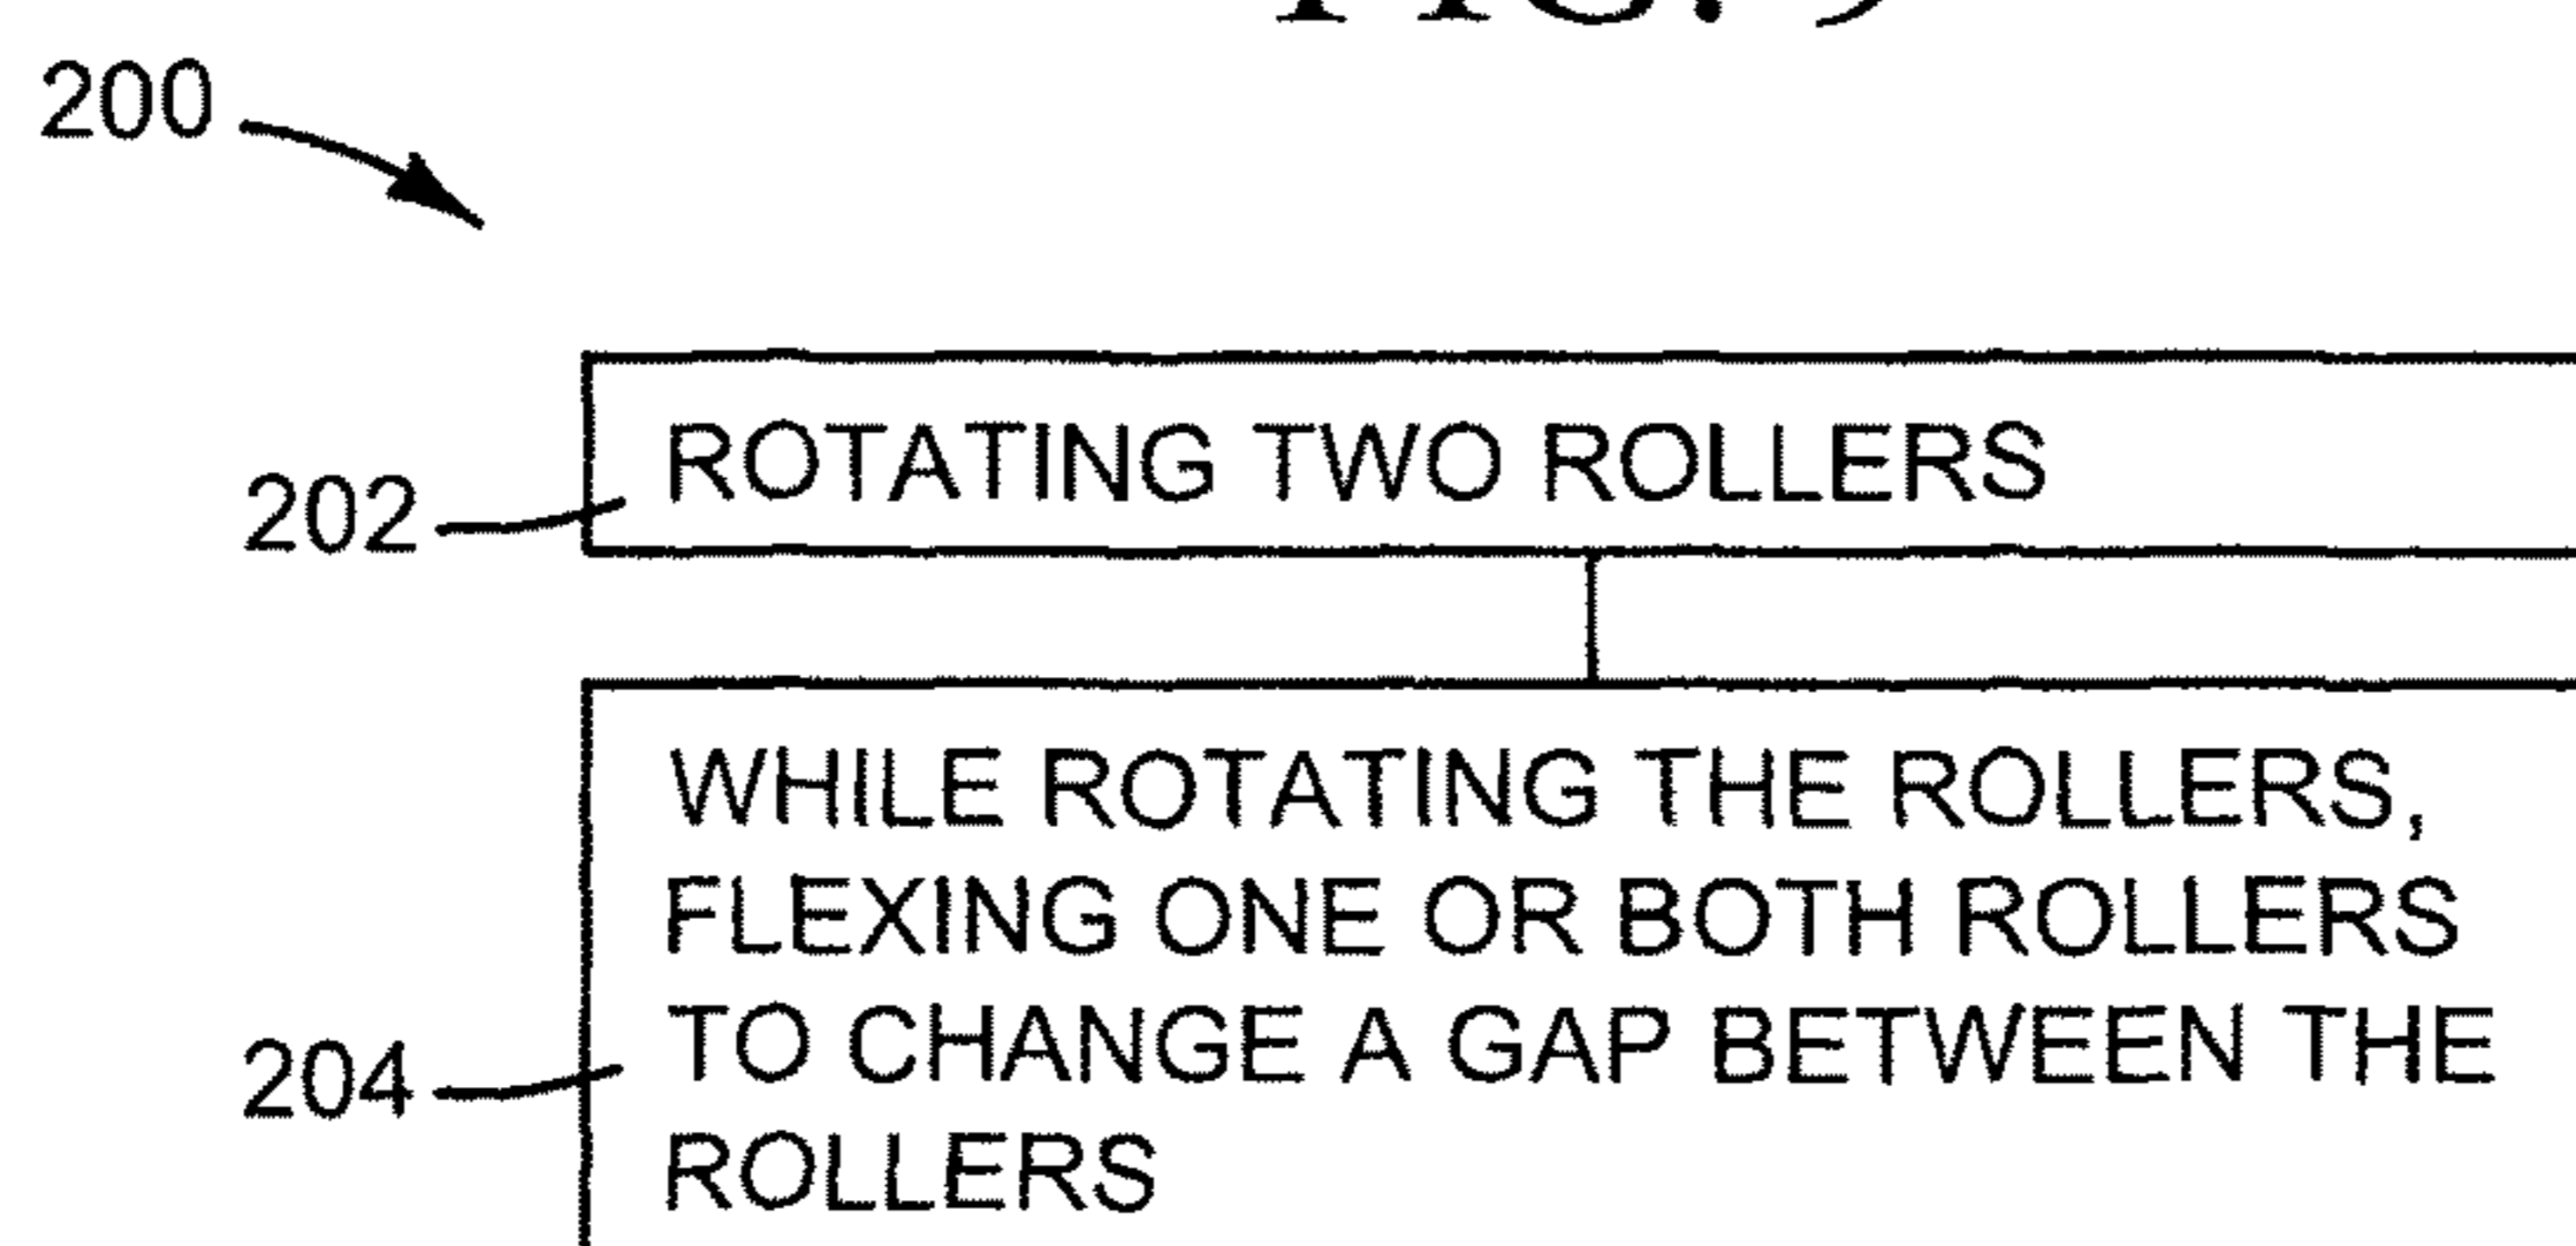 200
ROTATING TWO ROLLERS
202
WHILE ROTATING THE ROLLERS,
FLEXING ONE OR BOTH ROLLERS
TO CHANGE A GAP BETWEEN THE
204
ROLLERS